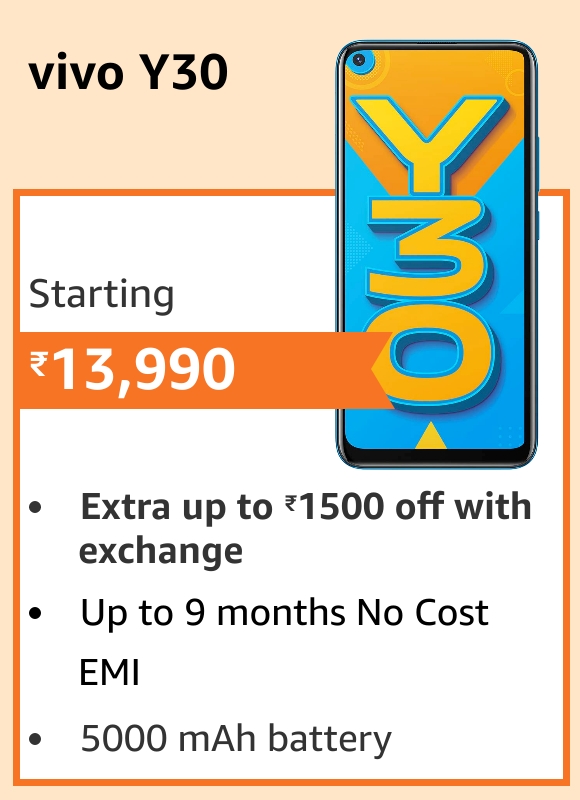 vivo Y30
Y30
Starting
₹13,990
• Extra up to ₹1500 off with
exchange
• Up to 9 months No Cost
EMI
• 5000 mAh battery